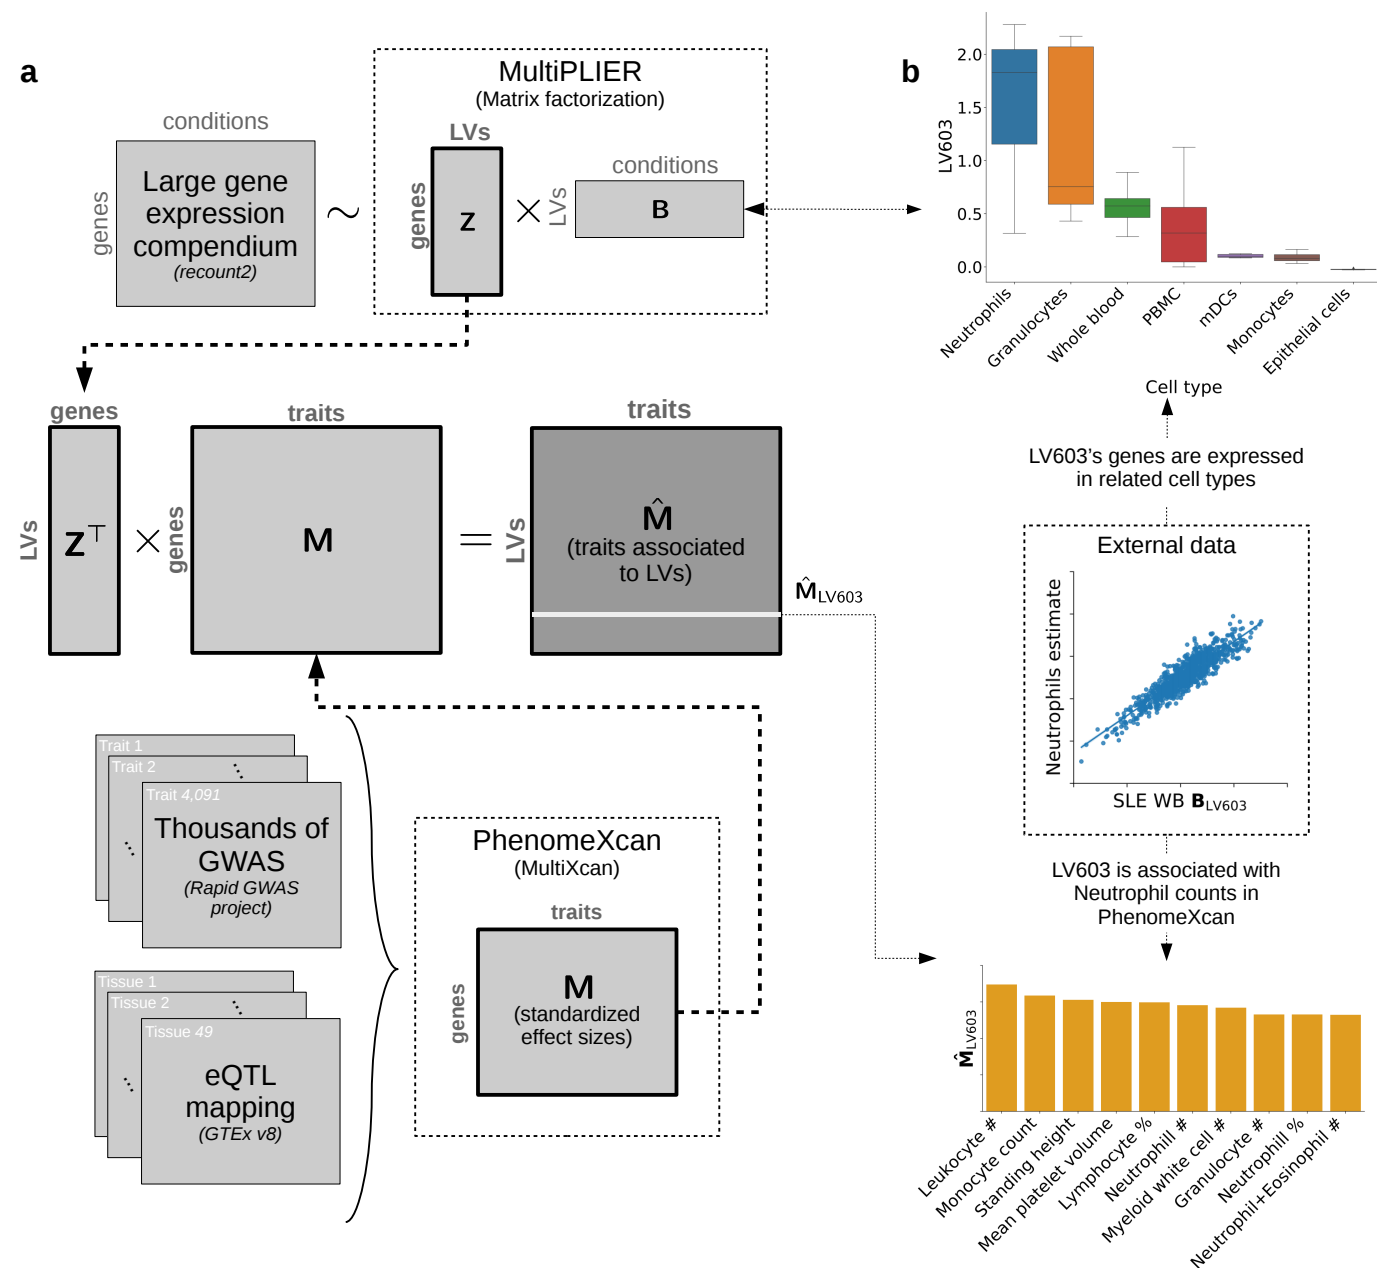 a
MultiPLIER
(Matrix factorization)
conditions
genes
Large gene
expression
compendium
(recount2)
∼
LVs
genes
Z
×
conditions
LVs
B
genes
LVs
Z⊤
×
traits
genes
M
=
traits
LVs
M̂
(traits associated
to LVs)
M̂LV603
Trait 1
Trait 2
Trait 4,091
Thousands of
GWAS
(Rapid GWAS
project)
Tissue 1
Tissue 2
Tissue 49
eQTL
mapping
(GTEx v8)
PhenomeXcan
(MultiXcan)
traits
genes
M
(standardized
effect sizes)
b
LV603
2.0
1.5
1.0
0.5
0.0
Neutrophils
Granulocytes
Whole blood
PBMC
mDCs
Monocytes
Epithelial cells
Cell type
LV603's genes are expressed
in related cell types
External data
Neutrophils estimate
SLE WB BLV603
LV603 is associated with
Neutrophil counts in
PhenomeXcan
M̂LV603
Leukocyte #
Monocyte count
Standing height
Mean platelet volume
Lymphocyte %
Neutrophill #
Myeloid white cell #
Granulocyte #
Neutrophill %
Neutrophil+Eosinophil #